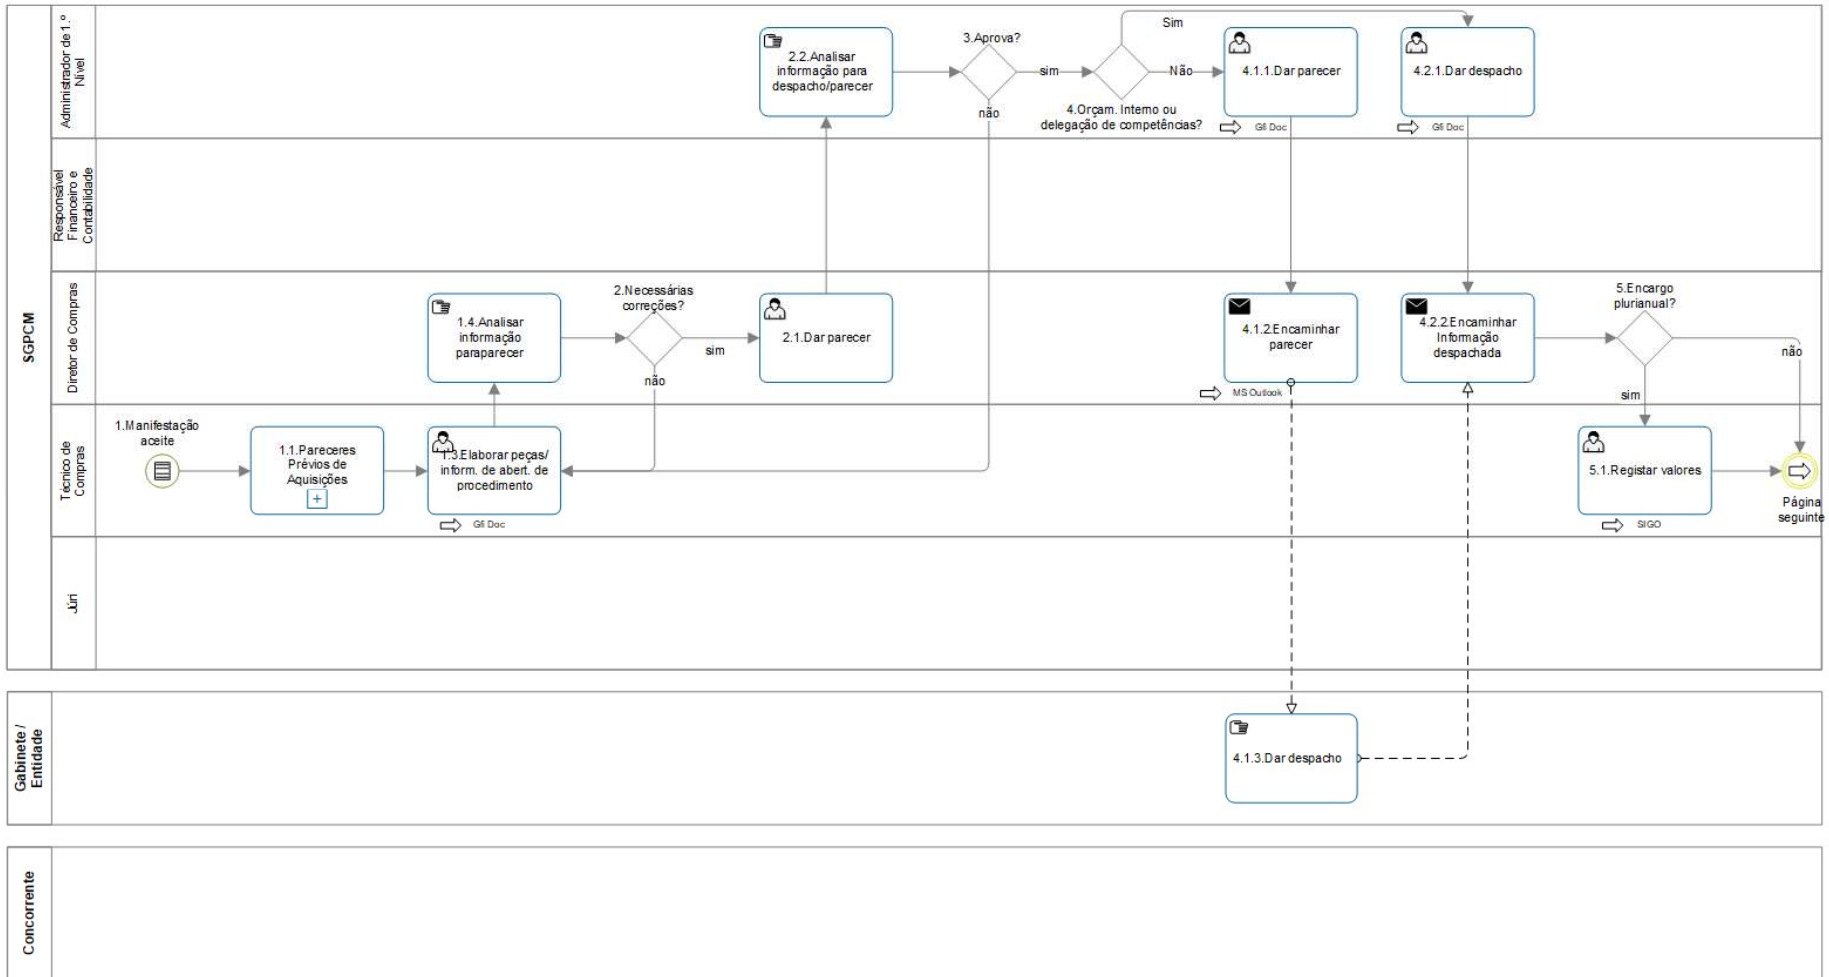 SGPCM
Administrador de 1.º
Nível
2.2.Analisar
informação para
despacho/parecer
3.Aprova?
sim
não
Sim
Não
4.Orçam. Interno ou
delegação de competências?
4.1.1.Dar parecer
Gfi Doc
4.2.1.Dar despacho
Gfi Doc
Responsável
Financeiro e
Contabilidade
Diretor de Compras
1.4.Analisar
informação
paraparecer
2.Necessárias
correções?
sim
não
2.1.Dar parecer
4.1.2.Encaminhar
parecer
MS Outlook
4.2.2.Encaminhar
Informação
despachada
5.Encargo
plurianual?
não
sim
Técnico de
Compras
1.Manifestação
aceite
1.1.Pareceres
Prévios de
Aquisições
1.3.Elaborar peças/
inform. de abert. de
procedimento
Gfi Doc
5.1.Registar valores
SIGO
Página
seguinte
Júri
Gabinete /
Entidade
4.1.3.Dar despacho
Concorrente